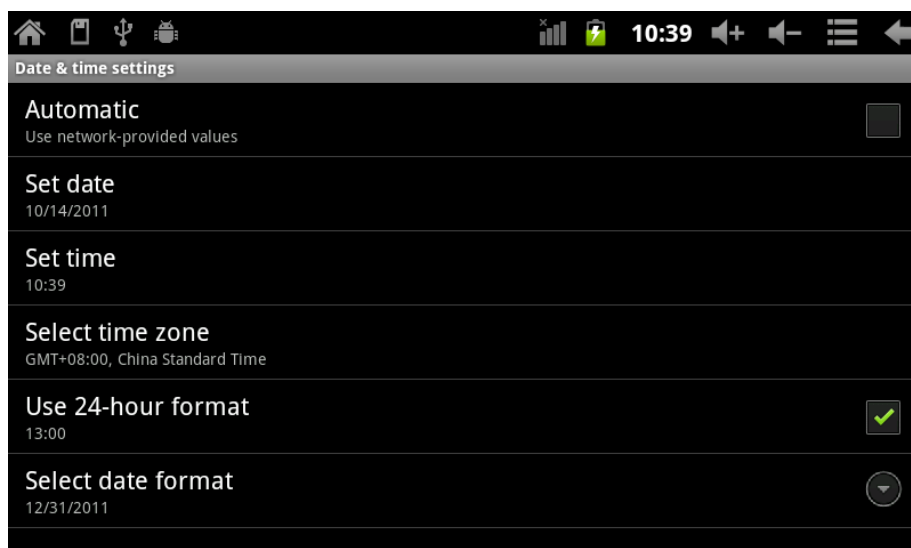 10:39
Date & time settings
Automatic
Use network-provided values
Set date
10/14/2011
Set time
10:39
Select time zone
GMT+08:00, China Standard Time
Use 24-hour format
13:00
Select date format
12/31/2011